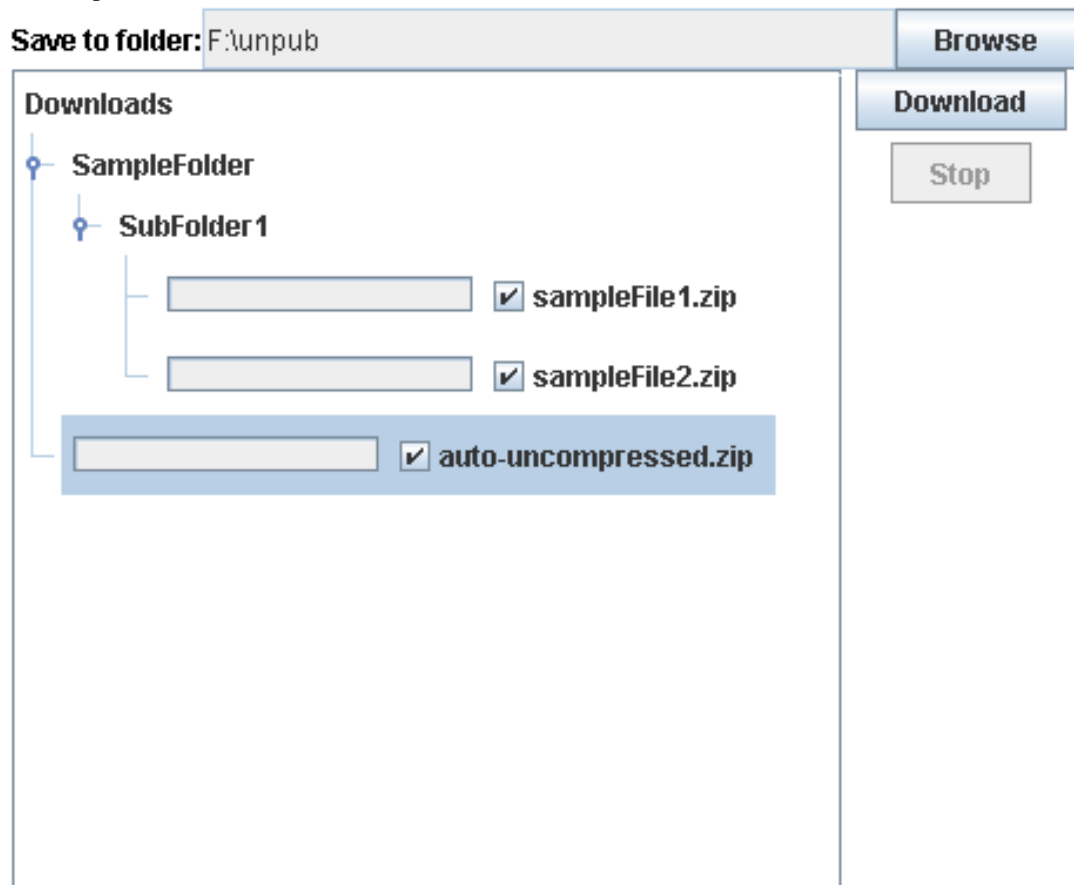 Save to folder: F:\unpub Browse
Downloads Download
SampleFolder Stop
SubFolder1
sampleFile1.zip
sampleFile2.zip
auto-uncompressed.zip